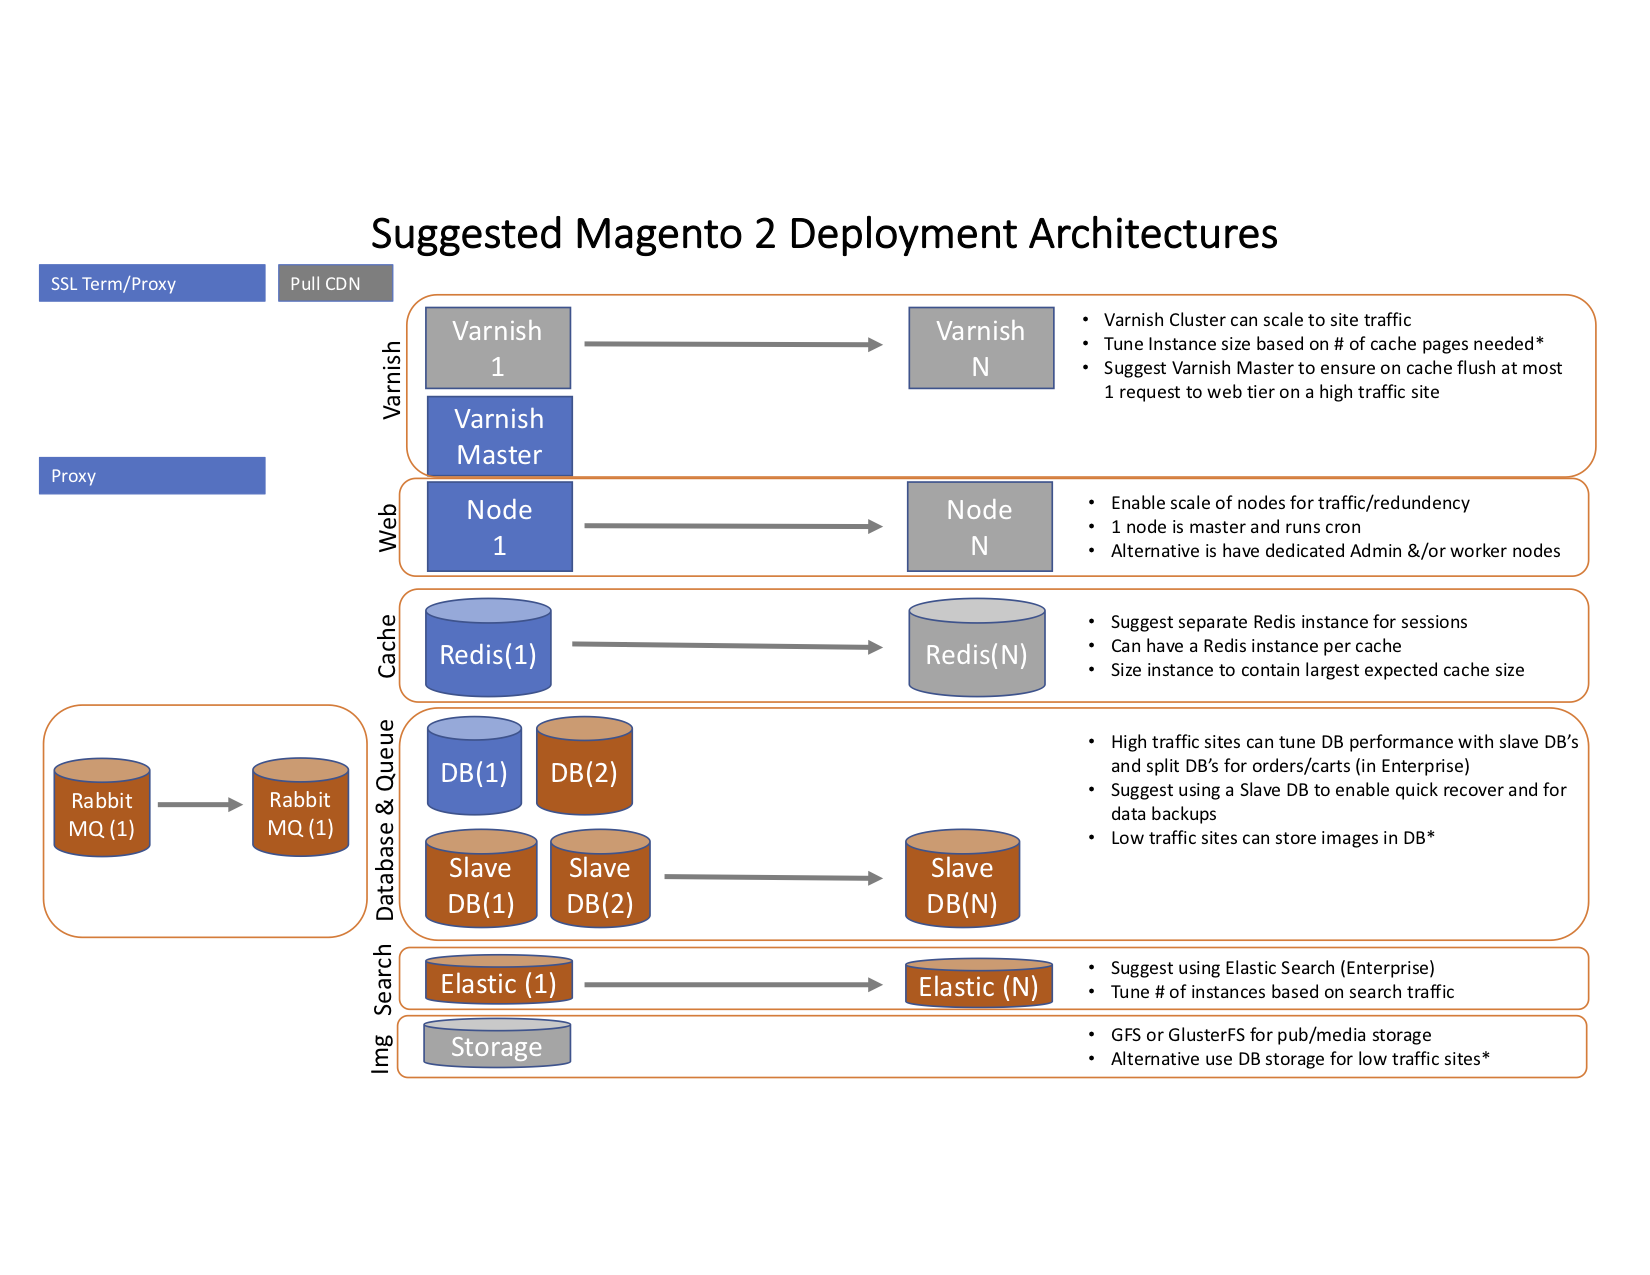 Suggested Magento 2 Deployment Architectures
SSL Term/Proxy
Pull CDN
Varnish
Varnish
1
Varnish
N
Varnish
Master
• Varnish Cluster can scale to site traffic
• Tune Instance size based on # of cache pages needed*
• Suggest Varnish Master to ensure on cache flush at most
1 request to web tier on a high traffic site
Proxy
Web
Node
1
Node
N
• Enable scale of nodes for traffic/redundency
• 1 node is master and runs cron
• Alternative is have dedicated Admin &/or worker nodes
Cache
Redis(1)
Redis(N)
• Suggest separate Redis instance for sessions
• Can have a Redis instance per cache
• Size instance to contain largest expected cache size
Rabbit
MQ (1)
Rabbit
MQ (1)
Database & Queue
DB(1)
DB(2)
Slave
DB(1)
Slave
DB(2)
Slave
DB(N)
• High traffic sites can tune DB performance with slave DB’s
and split DB’s for orders/carts (in Enterprise)
• Suggest using a Slave DB to enable quick recover and for
data backups
• Low traffic sites can store images in DB*
Search
Elastic (1)
Elastic (N)
• Suggest using Elastic Search (Enterprise)
• Tune # of instances based on search traffic
Img
Storage
• GFS or GlusterFS for pub/media storage
• Alternative use DB storage for low traffic sites*